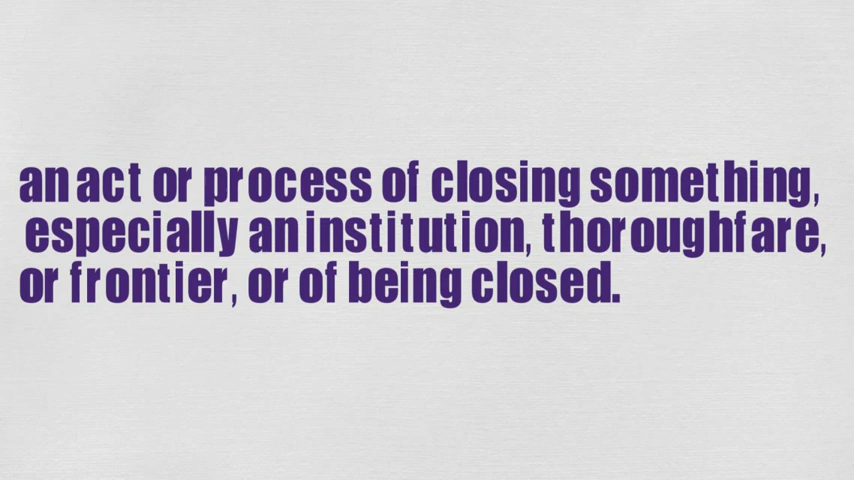 an act or process of closing something,
especially an institution, thoroughfare,
or frontier, or of being closed.